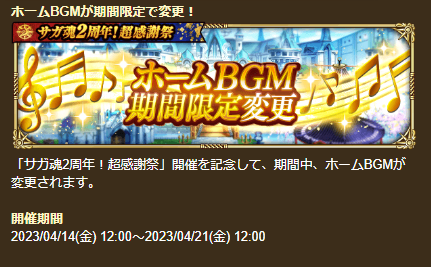 ホームBGMが期間限定で変更！
サガ魂2周年！超感謝祭
ホームBGM
期間限定変更
「サガ魂2周年！超感謝祭」開催を記念して、期間中、ホームBGMが
変更されます。
開催期間
2023/04/14(金) 12:00～2023/04/21(金) 12:00